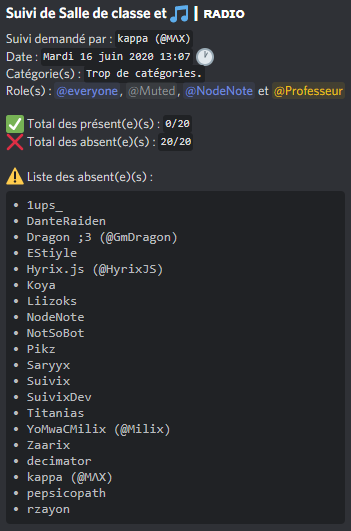 Suivi de Salle de classe et 🎵 | ʀᴀᴅɪᴏ
Suivi demandé par : kappa (@MΛX)
Date : Mardi 16 juin 2020 13:07 🕐
Catégorie(s) : Trop de catégories.
Role(s) : @everyone, @Muted, @NodeNote et @Professeur
✅ Total des présent(e)(s) : 0/20
❌ Total des absent(e)(s) : 20/20
⚠️ Liste des absent(e)(s) :
• 1ups_
• DanteRaiden
• Dragon ;3 (@GmDragon)
• EStiyle
• Hyrix.js (@HyrixJS)
• Koya
• Liizoks
• NodeNote
• NotSoBot
• Pikz
• Saryyx
• Suivix
• SuivixDev
• Titanias
• YoMwaCMilix (@Milix)
• Zaarix
• decimator
• kappa (@MΛX)
• pepsicopath
• rzayon